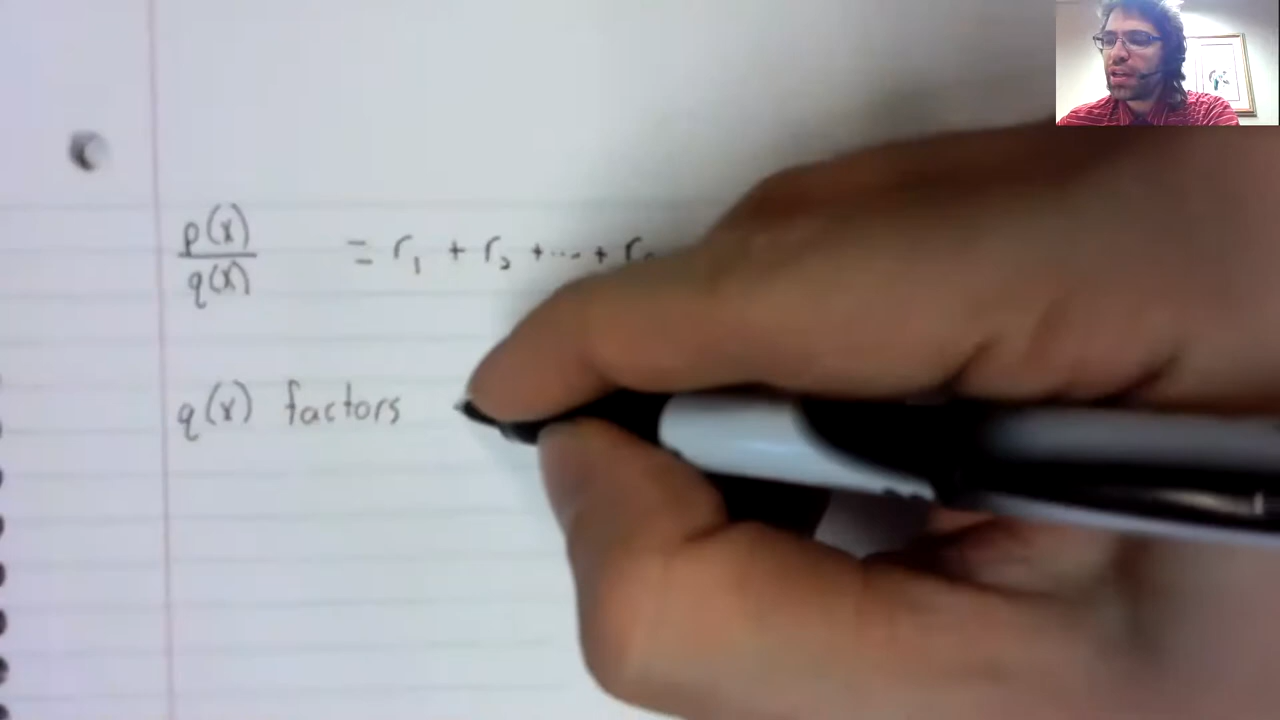 p(x)/q(x) = r₁ + r₂ + ... + r
q(x) factors